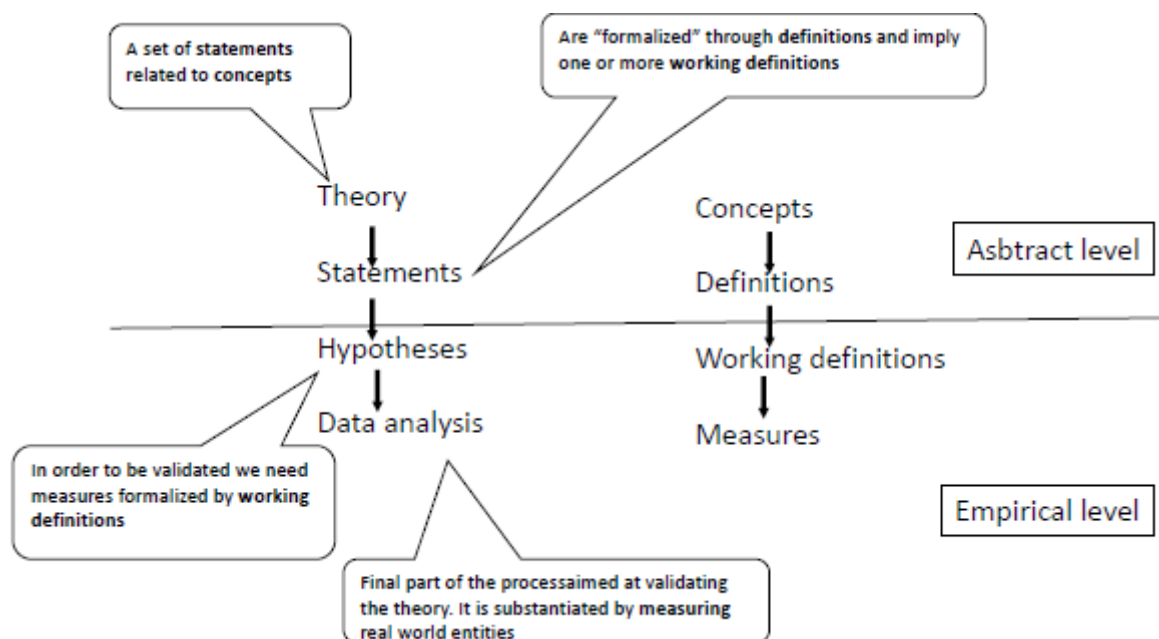 A set of statements
related to concepts
Are “formalized” through definitions and imply
one or more working definitions
Theory
Concepts
Asbtract level
Statements
Definitions
Hypotheses
Working definitions
Data analysis
Measures
In order to be validated we need
measures formalized by working
definitions
Empirical level
Final part of the processaimed at validating
the theory. It is substantiated by measuring
real world entities